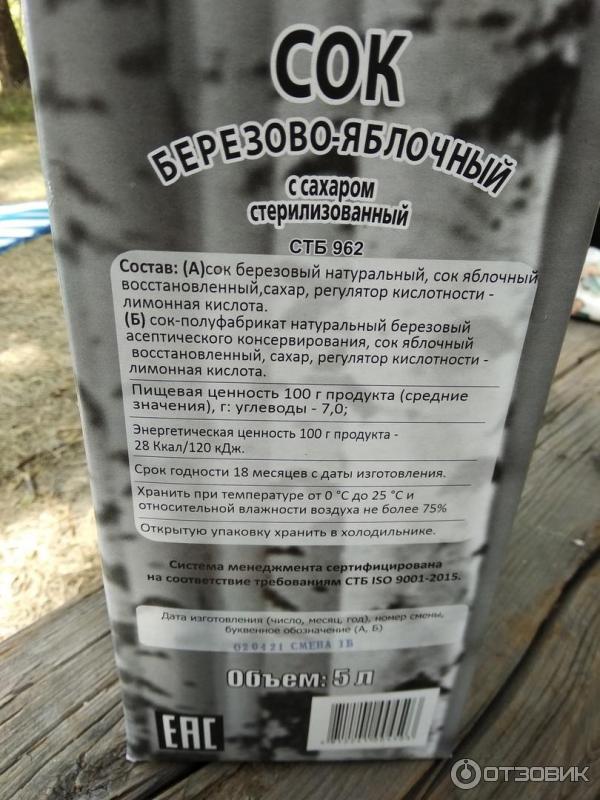 СОК
БЕРЕЗОВО-ЯБЛОЧНЫЙ
с сахаром
стерилизованный
СТБ 962
Состав: (А)сок березовый натуральный, сок яблочный
восстановленный,сахар, регулятор кислотности -
лимонная кислота.
(Б) сок-полуфабрикат натуральный березовый
асептического консервирования, сок яблочный
восстановленный, сахар, регулятор кислотности -
лимонная кислота.
Пищевая ценность 100 г продукта (средние
значения), г: углеводы - 7,0;
Энергетическая ценность 100 г продукта -
28 Ккал/120 кДж.
Срок годности 18 месяцев с даты изготовления.
Хранить при температуре от 0 °С до 25 °С и
относительной влажности воздуха не более 75%
Открытую упаковку хранить в холодильнике.
Система менеджмента сертифицирована
на соответствие требованиям СТБ ISO 9001-2015.
Дата изготовления (число, месяц, год), номер смены,
буквенное обозначение (А, Б)
020421 СМЕНА 1Б
Объем: 5 л
ЕАС
ОТЗОВИК